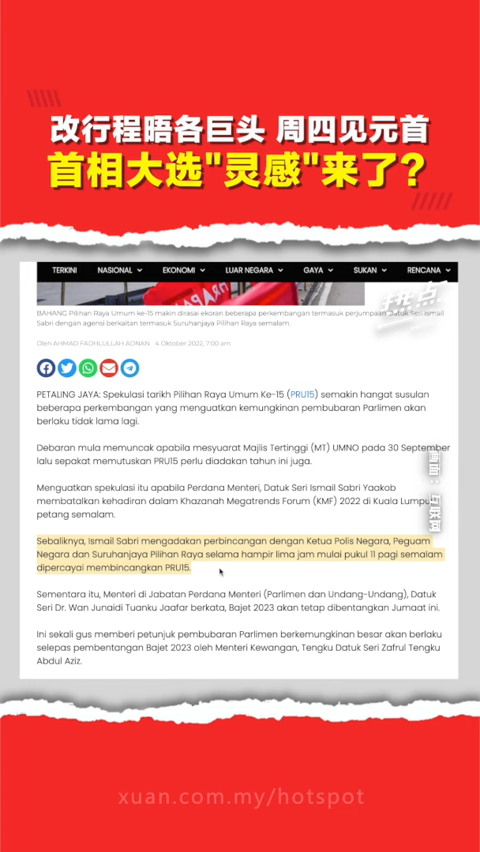 改行程晤各巨头 周四见元首
首相大选"灵感"来了?
TERKINI NASIONAL EKONOMI LUAR NEGARA GAYA SUKAN RENCANA
热点
BAHANG Pilihan Raya Umum ke-15 makin dirasai ekoran beberapa perkembangan termasuk perjumpaan Datuk Seri Ismail
Sabri dengan agensi berkaitan termasuk Suruhanjaya Pilihan Raya semalam.
Oleh AHMAD FADHLULLAH ADNAN 4 Oktober 2022, 7:00 am
PETALING JAYA: Spekulasi tarikh Pilihan Raya Umum Ke-15 (PRU15) semakin hangat susulan
beberapa perkembangan yang menguatkan kemungkinan pembubaran Parlimen akan
berlaku tidak lama lagi.
Debaran mula memuncak apabila mesyuarat Majlis Tertinggi (MT) UMNO pada 30 September
lalu sepakat memutuskan PRU15 perlu diadakan tahun ini juga.
Menguatkan spekulasi itu apabila Perdana Menteri, Datuk Seri Ismail Sabri Yaakob
membatalkan kehadiran dalam Khazanah Megatrends Forum (KMF) 2022 di Kuala Lumpur
petang semalam.
画面：互联网
Sebaliknya, Ismail Sabri mengadakan perbincangan dengan Ketua Polis Negara, Peguam
Negara dan Suruhanjaya Pilihan Raya selama hampir lima jam mulai pukul 11 pagi semalam
dipercayai membincangkan PRU15.
Sementara itu, Menteri di Jabatan Perdana Menteri (Parlimen dan Undang-Undang), Datuk
Seri Dr. Wan Junaidi Tuanku Jaafar berkata, Bajet 2023 akan tetap dibentangkan Jumaat ini.
Ini sekali gus memberi petunjuk pembubaran Parlimen berkemungkinan besar akan berlaku
selepas pembentangan Bajet 2023 oleh Menteri Kewangan, Tengku Datuk Seri Zafrul Tengku
Abdul Aziz.
xuan.com.my/hotspot